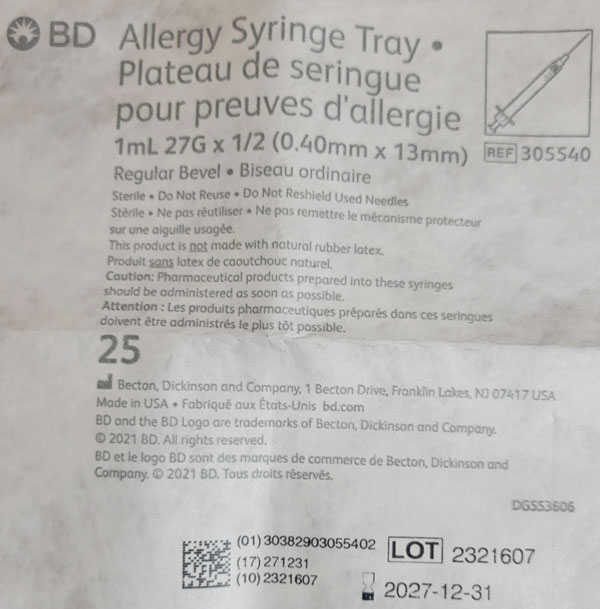 BD Allergy Syringe Tray •
Plateau de seringue
pour preuves d'allergie
1mL 27G x 1/2 (0.40mm x 13mm)
REF 305540
Regular Bevel • Biseau ordinaire
Sterile • Do Not Reuse • Do Not Reshield Used Needles
Stérile • Ne pas réutiliser • Ne pas remettre le mécanisme protecteur
sur une aiguille usagée.
This product is not made with natural rubber latex.
Produit sans latex de caoutchouc naturel.
Caution: Pharmaceutical products prepared into these syringes
should be administered as soon as possible.
Attention : Les produits pharmaceutiques préparés dans ces seringues
doivent être administrés le plus tôt possible.
25
Becton, Dickinson and Company, 1 Becton Drive, Franklin Lakes, NJ 07417 USA
Made in USA • Fabriqué aux États-Unis bd.com
BD and the BD Logo are trademarks of Becton, Dickinson and Company.
© 2021 BD. All rights reserved.
BD et le logo BD sont des marques de commerce de Becton, Dickinson and
Company. © 2021 BD. Tous droits réservés.
DG553606
(01)30382903055402
(17)271231
(10)2321607
LOT 2321607
2027-12-31